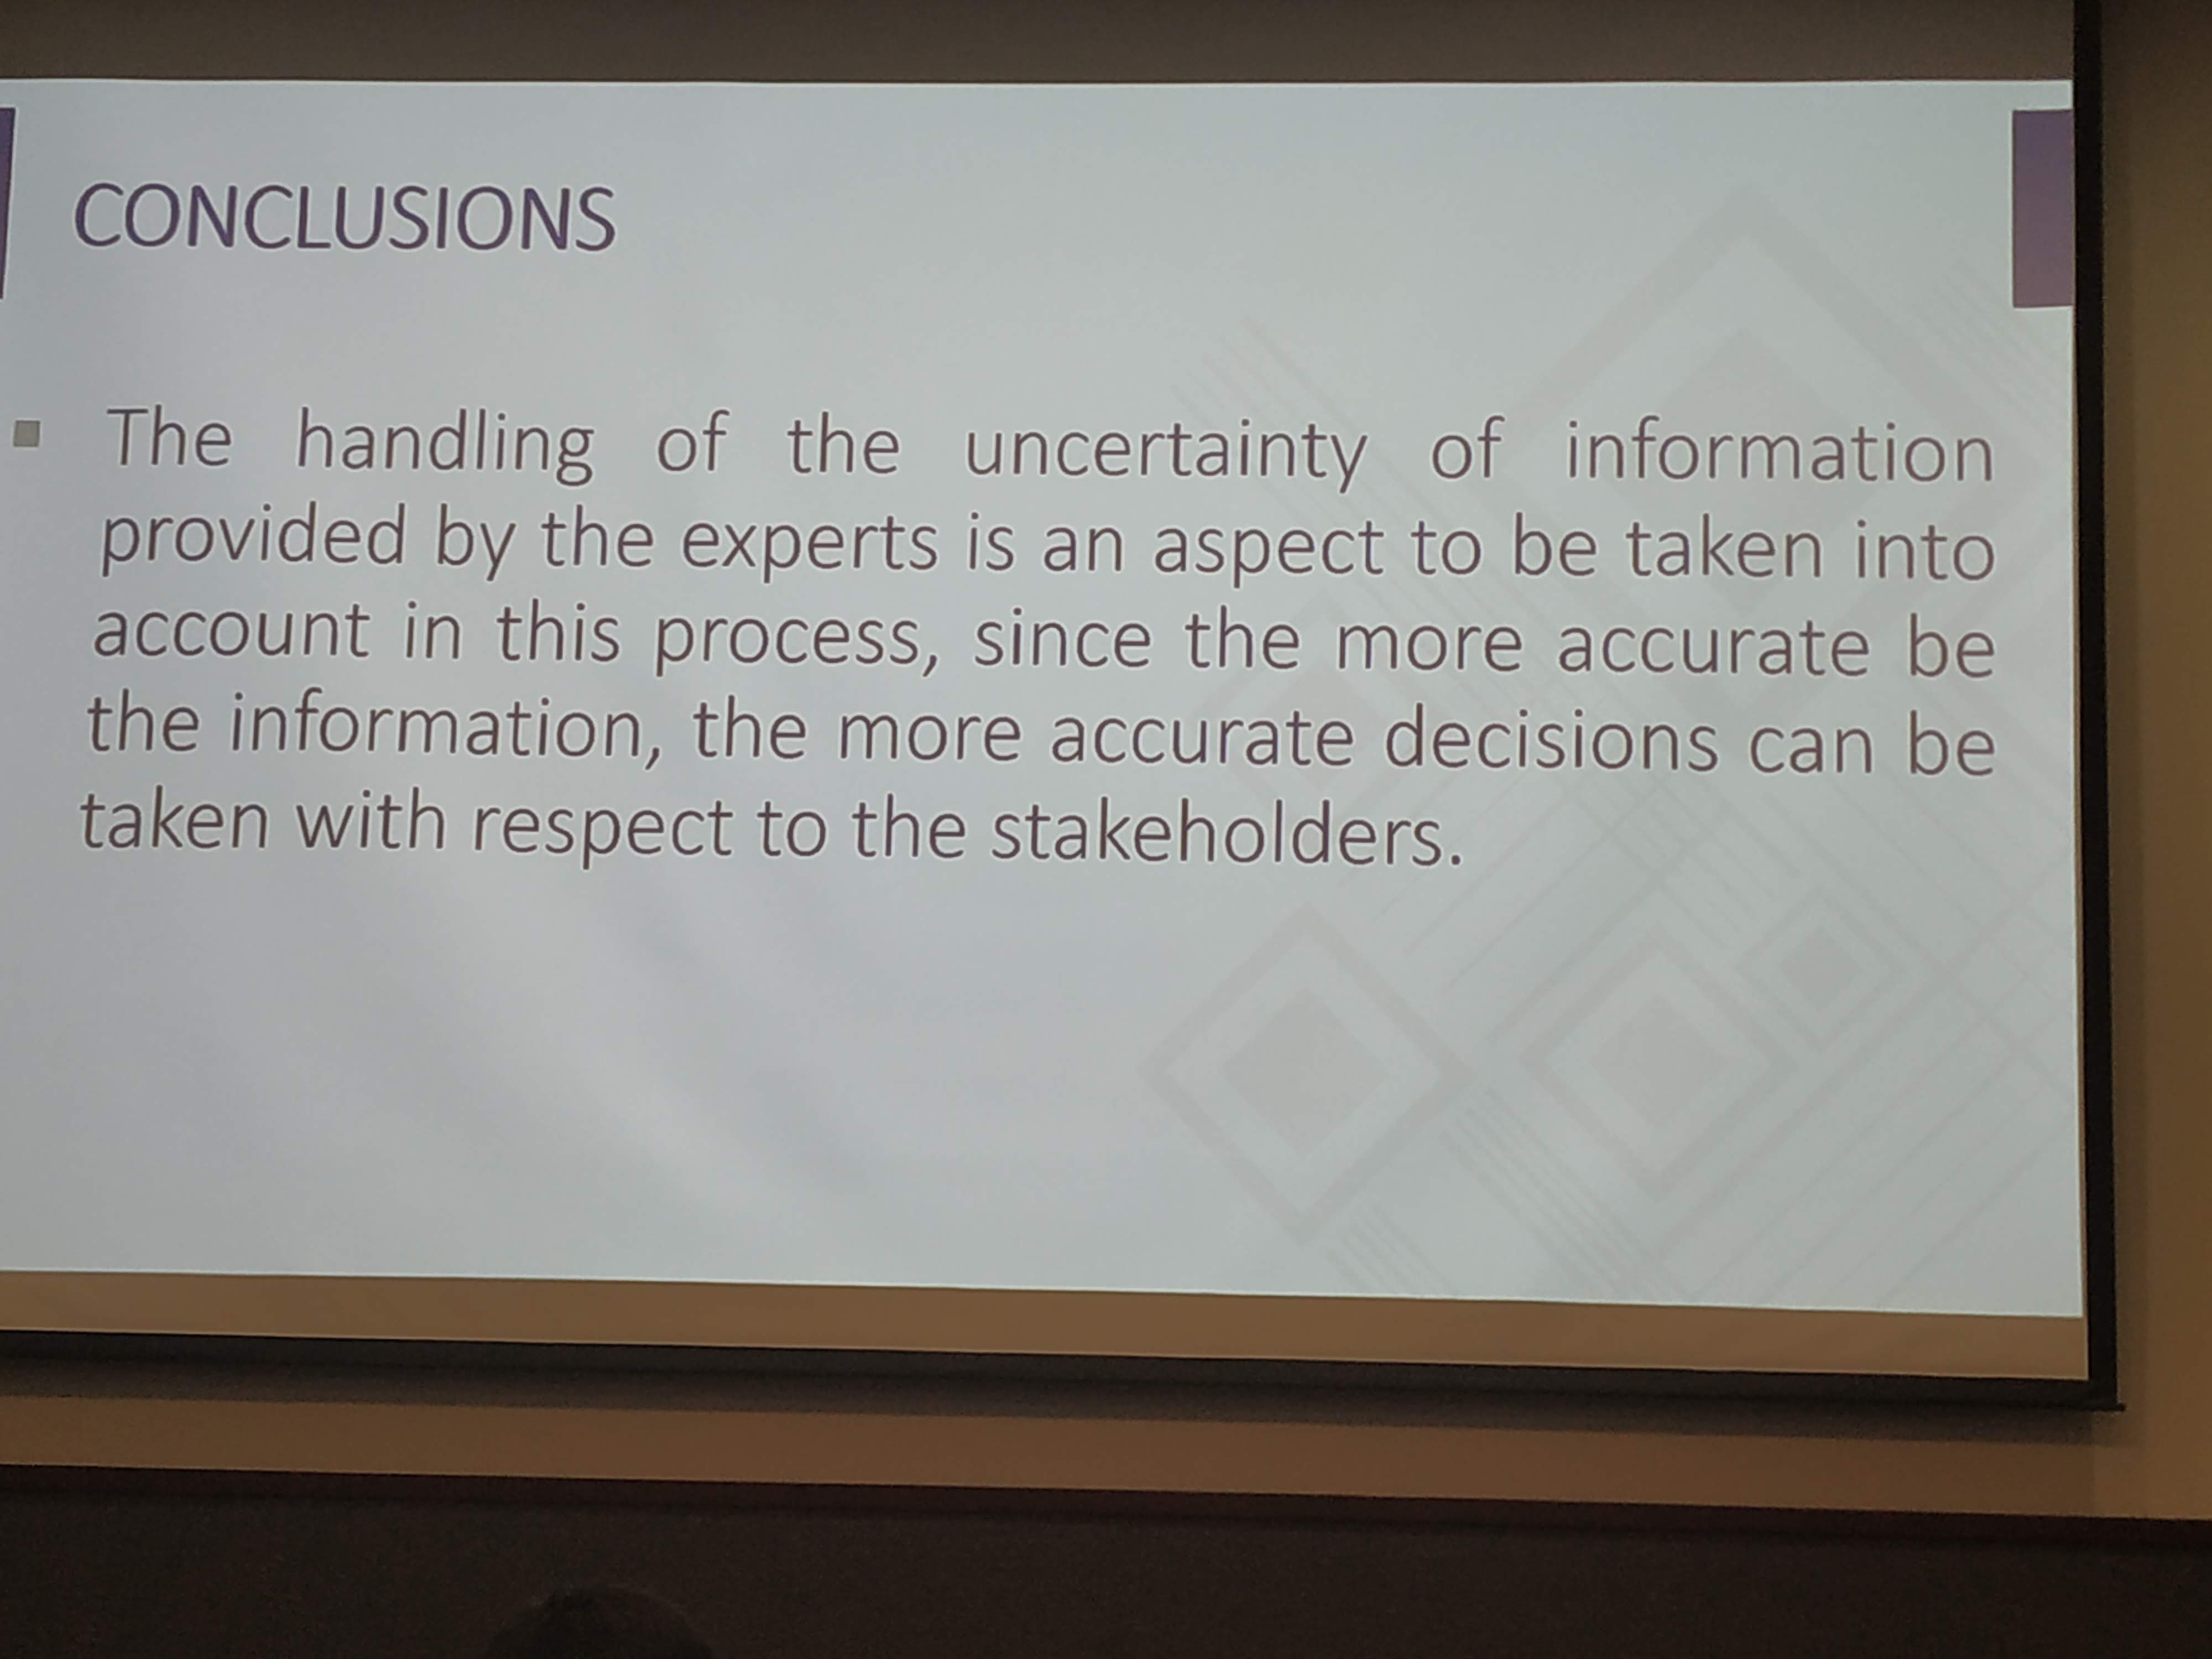 CONCLUSIONS
▪ The handling of the uncertainty of information
provided by the experts is an aspect to be taken into
account in this process, since the more accurate be
the information, the more accurate decisions can be
taken with respect to the stakeholders.